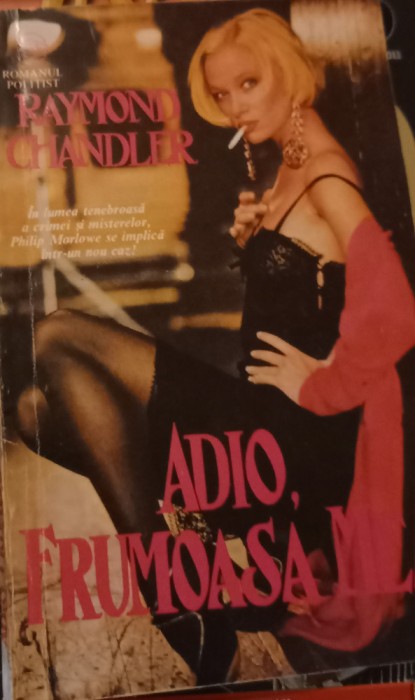 ROMANUL
POLIȚIST
RAYMOND
CHANDLER
În lumea tenebroasă
a crimei și misterelor,
Philip Marlowe se implică
într-un nou caz!
ADIO,
FRUMOASA